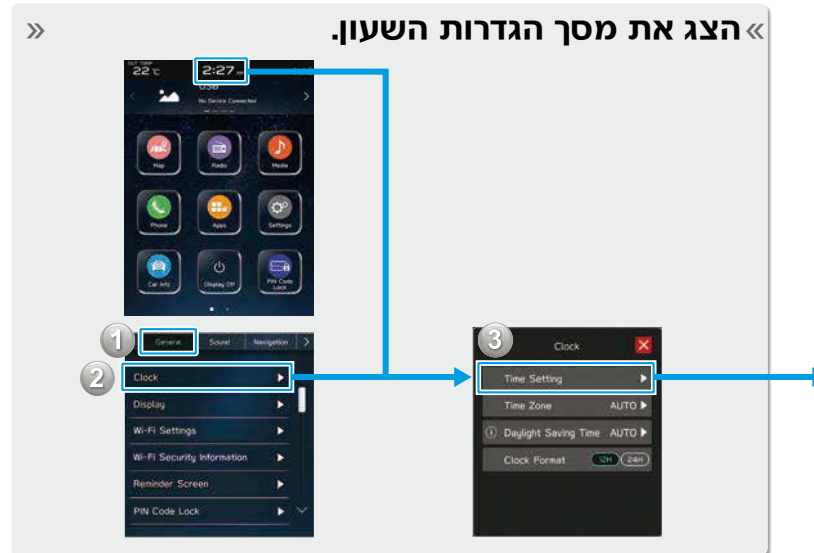 »הצג את מסך הגדרות השעון.«
OUT TEMP
22℃ 2:27
USB
No Device Connected
Map Radio Media
Phone Apps Settings
Car Info Display Off PIN Code Lock
1
General Sound Navigation
2
Clock
Display
Wi-Fi Settings
Wi-Fi Security Information
Reminder Screen
PIN Code Lock
3
Clock
Time Setting
Time Zone AUTO
Daylight Saving Time AUTO
Clock Format 12H 24H